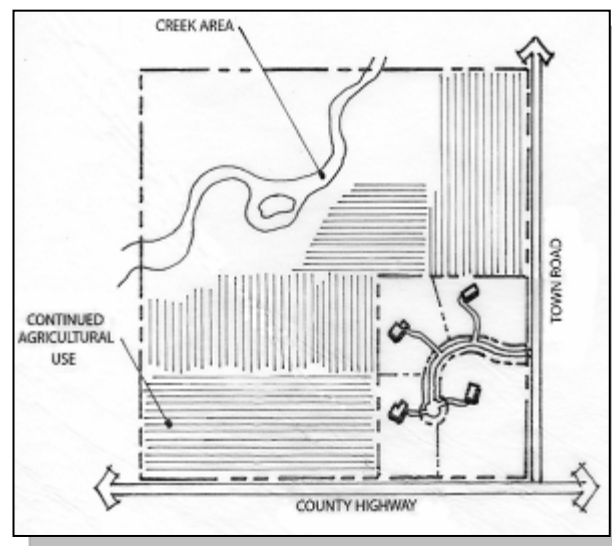 CREEK AREA
TOWN ROAD
CONTINUED
AGRICULTURAL
USE
COUNTY HIGHWAY